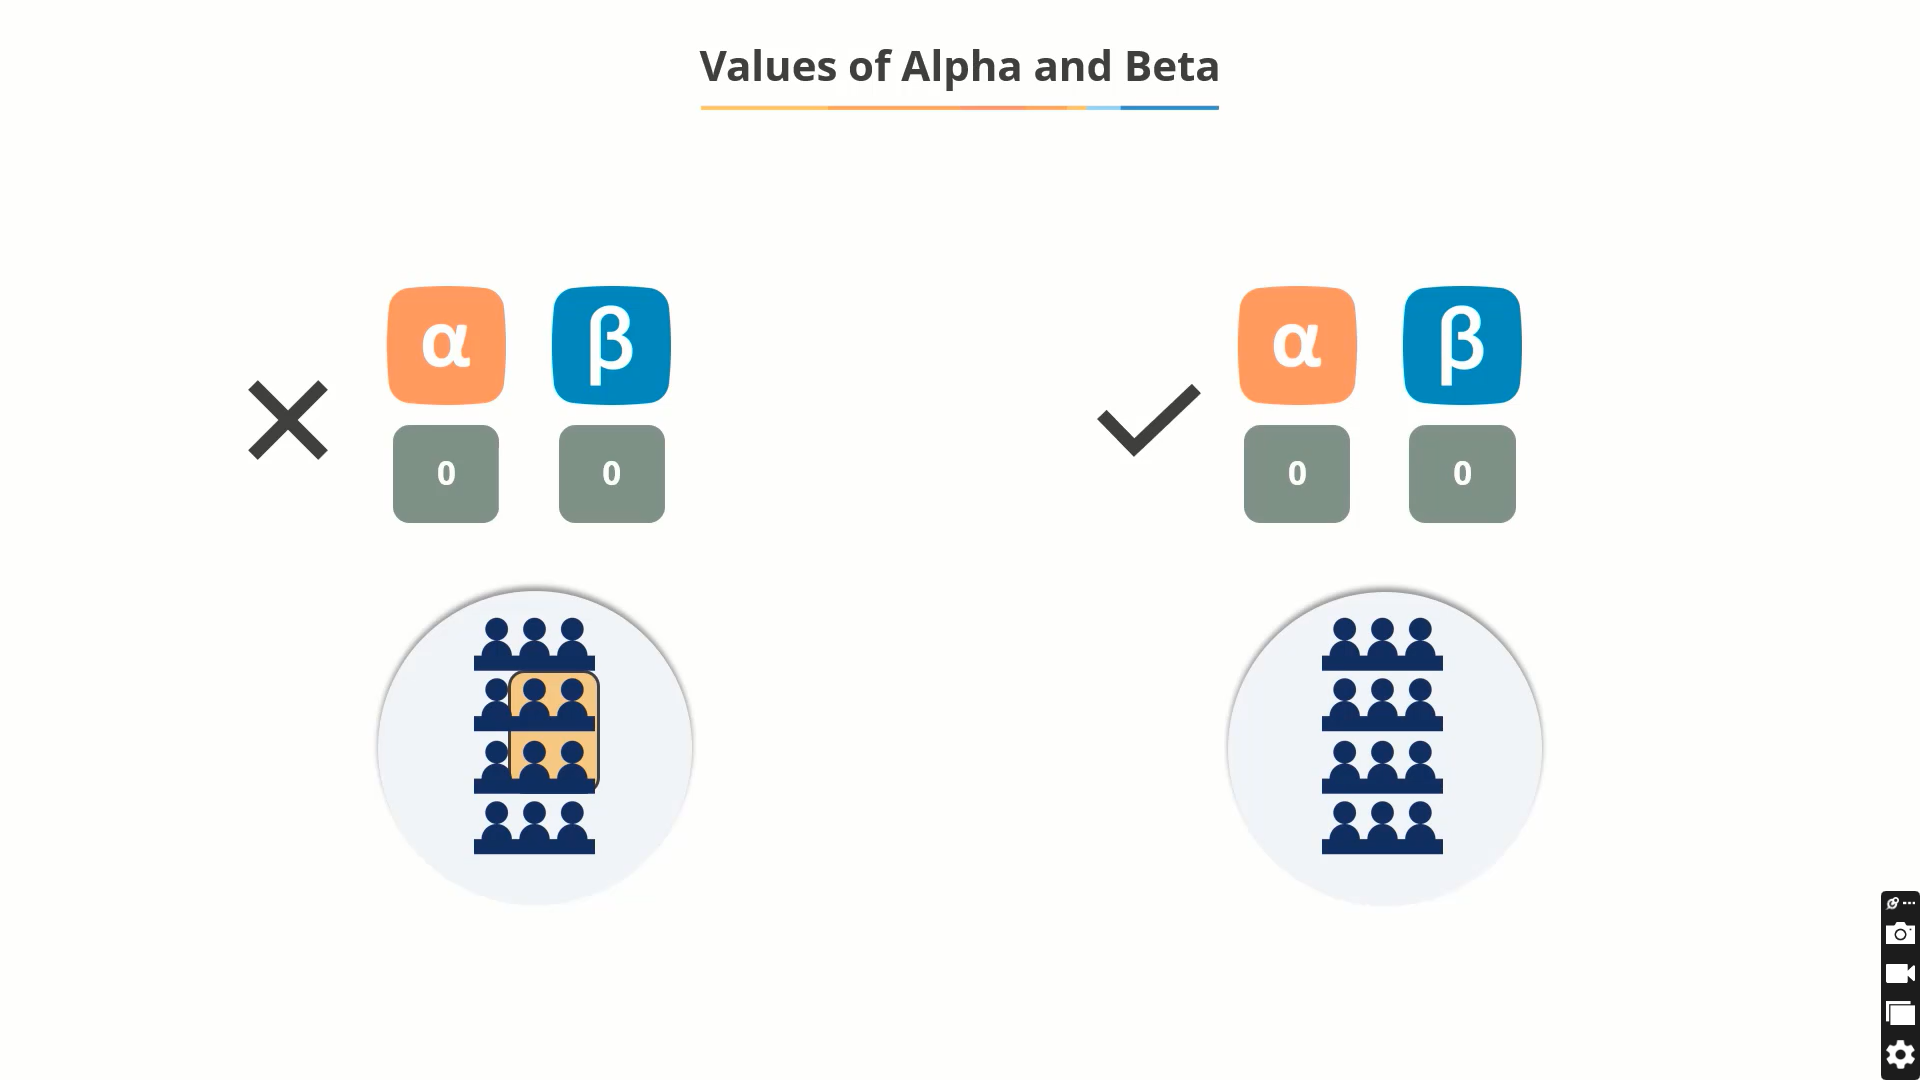 Values of Alpha and Beta
α β α β
0 0 0 0